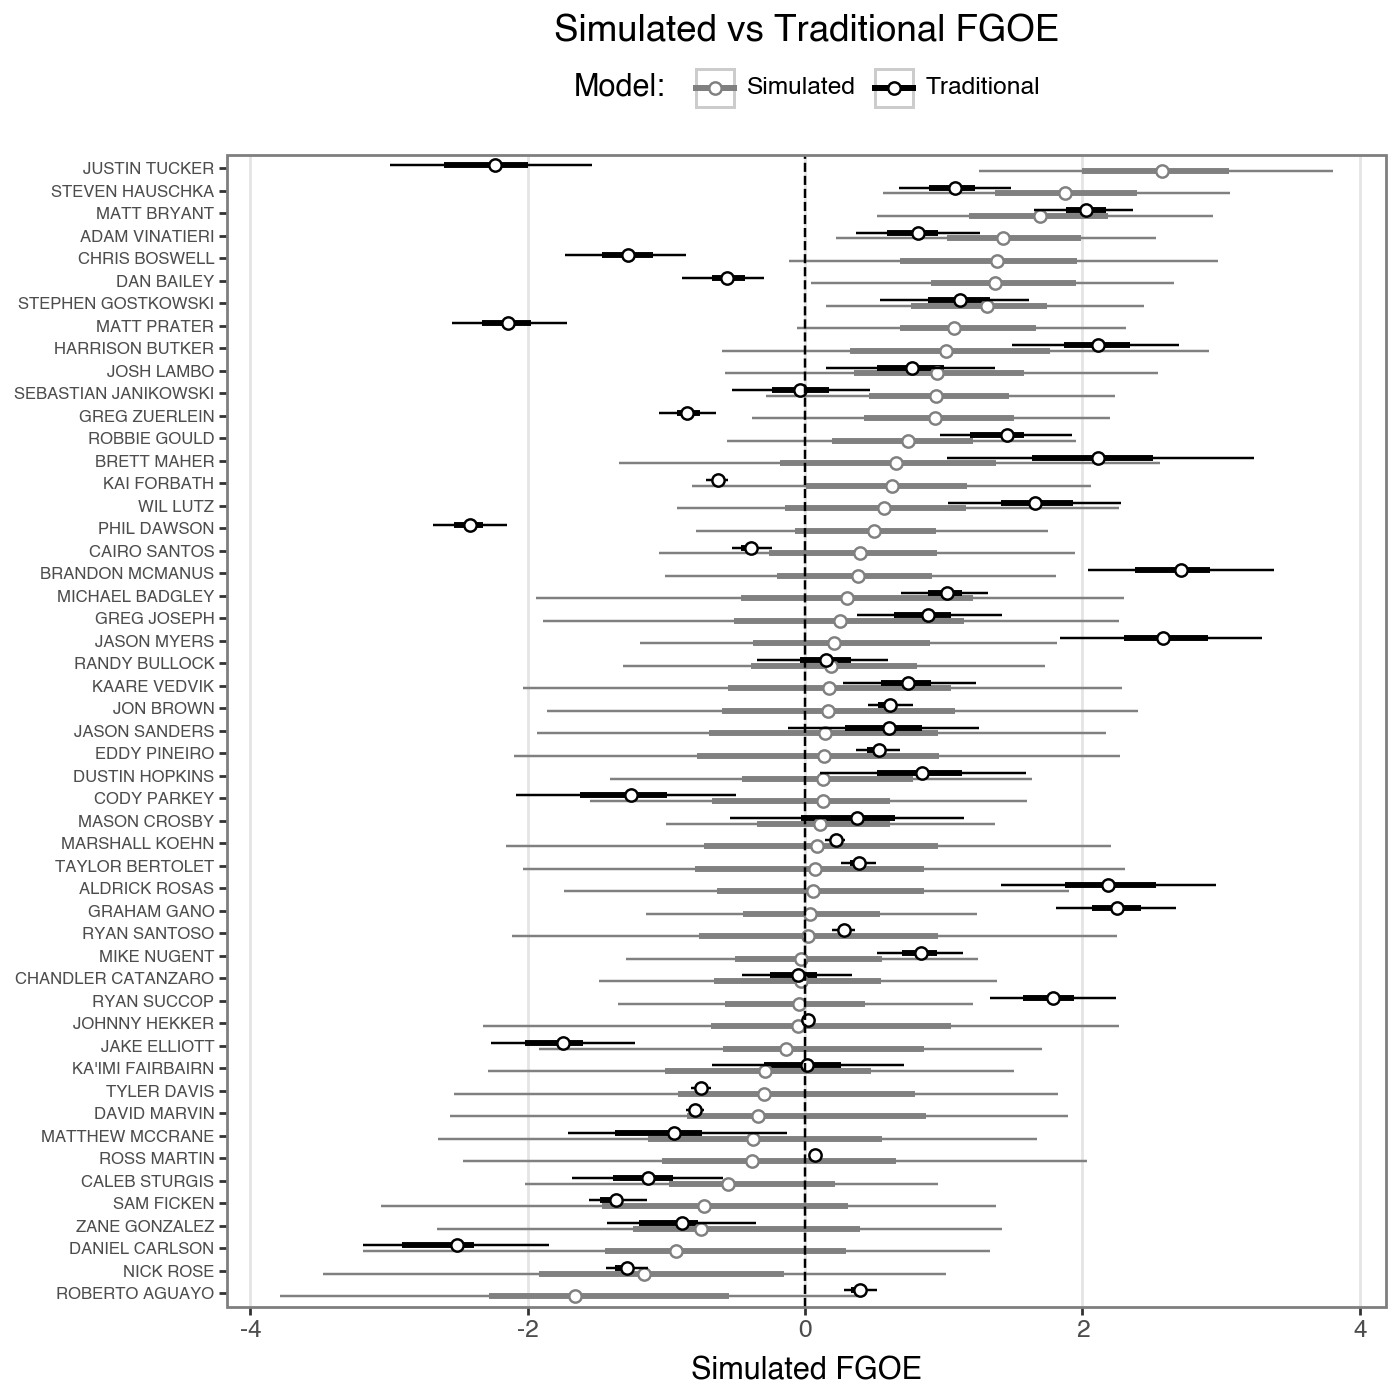 Simulated vs Traditional FGOE
Model: Simulated Traditional
JUSTIN TUCKER
STEVEN HAUSCHKA
MATT BRYANT
ADAM VINATIERI
CHRIS BOSWELL
DAN BAILEY
STEPHEN GOSTKOWSKI
MATT PRATER
HARRISON BUTKER
JOSH LAMBO
SEBASTIAN JANIKOWSKI
GREG ZUERLEIN
ROBBIE GOULD
BRETT MAHER
KAI FORBATH
WIL LUTZ
PHIL DAWSON
CAIRO SANTOS
BRANDON MCMANUS
MICHAEL BADGLEY
GREG JOSEPH
JASON MYERS
RANDY BULLOCK
KAARE VEDVIK
JON BROWN
JASON SANDERS
EDDY PINEIRO
DUSTIN HOPKINS
CODY PARKEY
MASON CROSBY
MARSHALL KOEHN
TAYLOR BERTOLET
ALDRICK ROSAS
GRAHAM GANO
RYAN SANTOSO
MIKE NUGENT
CHANDLER CATANZARO
RYAN SUCCOP
JOHNNY HEKKER
JAKE ELLIOTT
KA'IMI FAIRBAIRN
TYLER DAVIS
DAVID MARVIN
MATTHEW MCCRANE
ROSS MARTIN
CALEB STURGIS
SAM FICKEN
ZANE GONZALEZ
DANIEL CARLSON
NICK ROSE
ROBERTO AGUAYO
-4 -2 0 2 4
Simulated FGOE